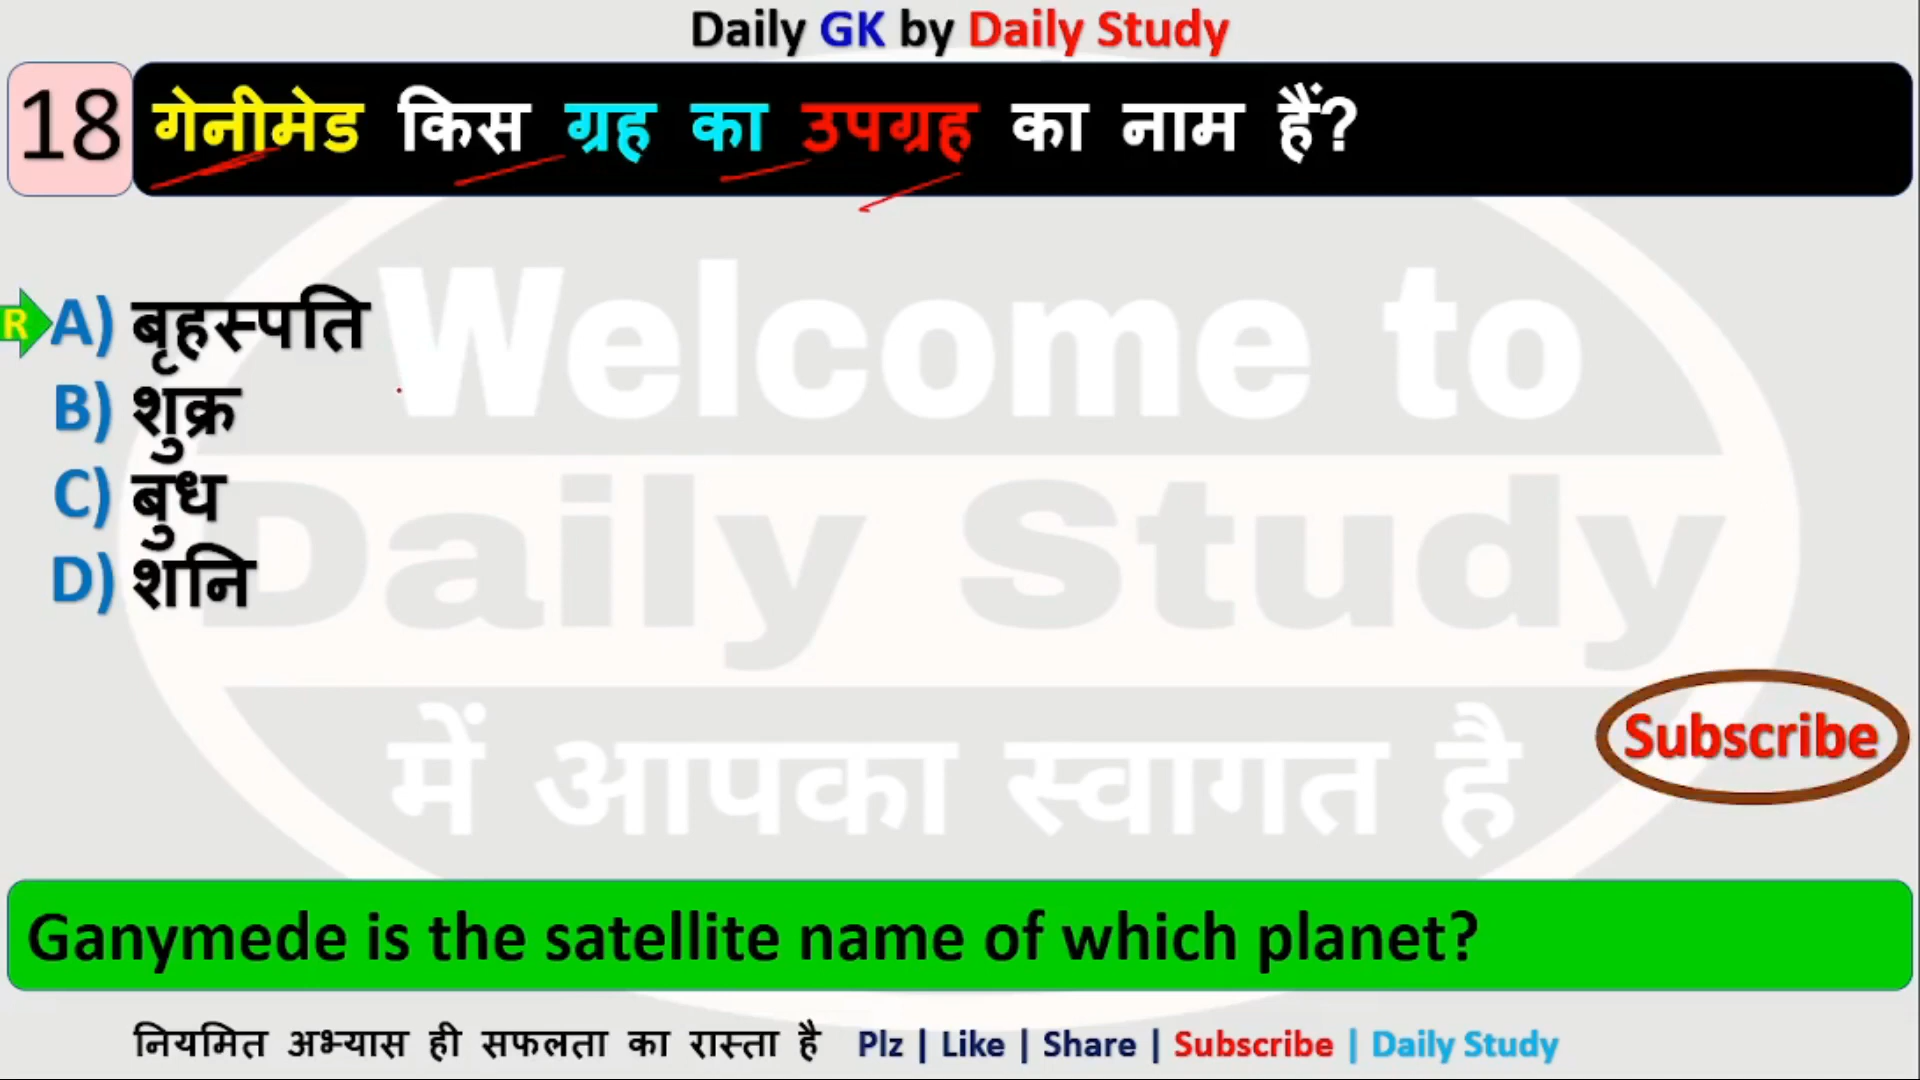 Daily GK by Daily Study
18 गेनीमेड किस ग्रह का उपग्रह का नाम हैं?
Welcome to
R A) बृहस्पति
B) शुक्र
C) बुध
Daily Study
D) शनि
Subscribe
में आपका स्वागत है
Ganymede is the satellite name of which planet?
नियमित अभ्यास ही सफलता का रास्ता है Plz | Like | Share | Subscribe | Daily Study